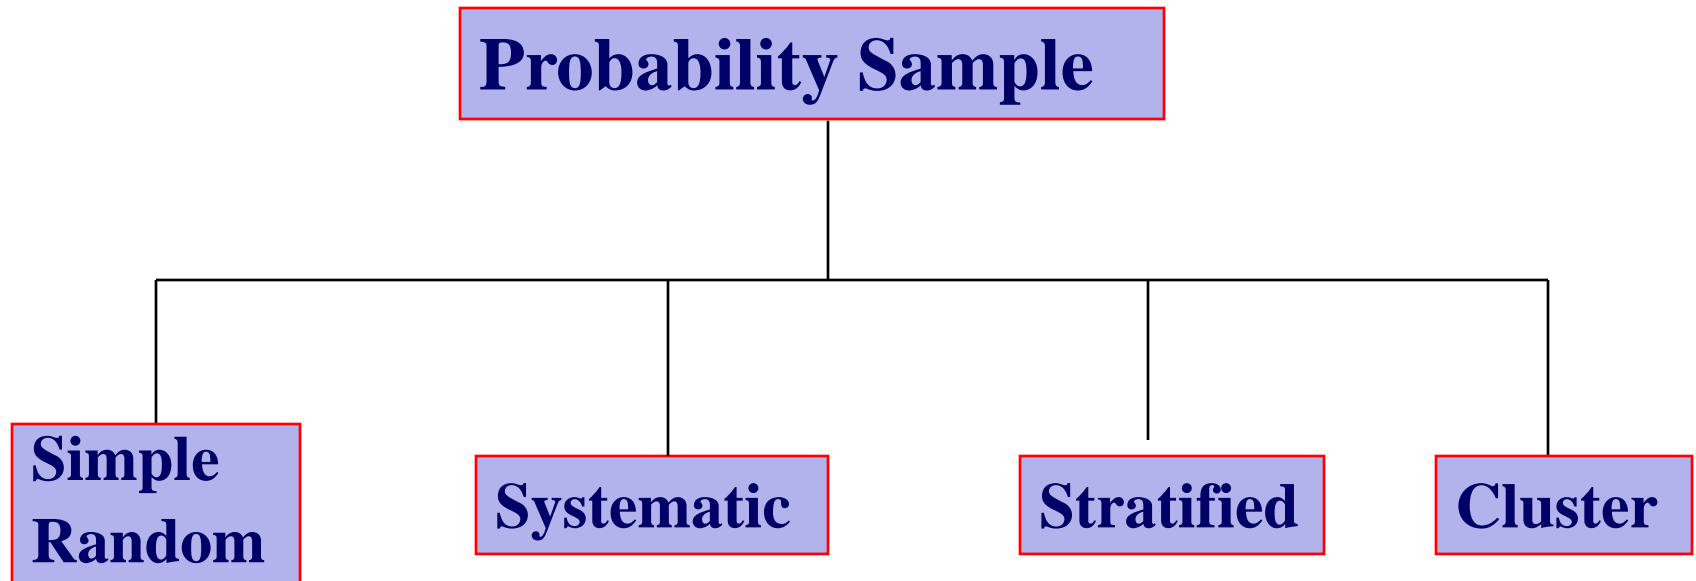 Probability Sample
Simple
Random
Systematic
Stratified
Cluster